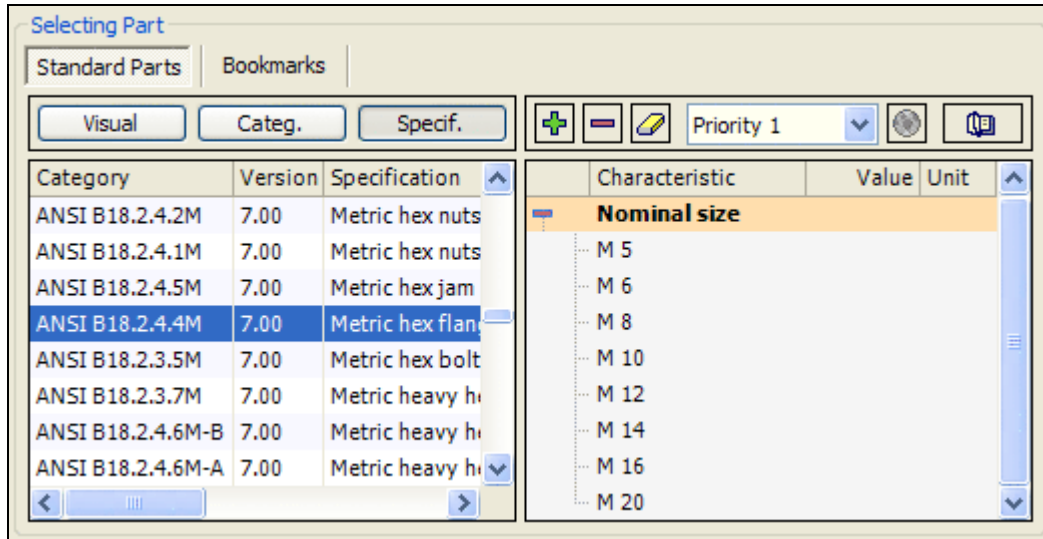 Selecting Part
Standard Parts Bookmarks
Visual Categ. Specif. Priority 1
Category Version Specification
ANSI B18.2.4.2M 7.00 Metric hex nuts
ANSI B18.2.4.1M 7.00 Metric hex nuts
ANSI B18.2.4.5M 7.00 Metric hex jam
ANSI B18.2.4.4M 7.00 Metric hex flan
ANSI B18.2.3.5M 7.00 Metric hex bolt
ANSI B18.2.3.7M 7.00 Metric heavy h
ANSI B18.2.4.6M-B 7.00 Metric heavy h
ANSI B18.2.4.6M-A 7.00 Metric heavy h
Characteristic Value Unit
Nominal size
M 5
M 6
M 8
M 10
M 12
M 14
M 16
M 20